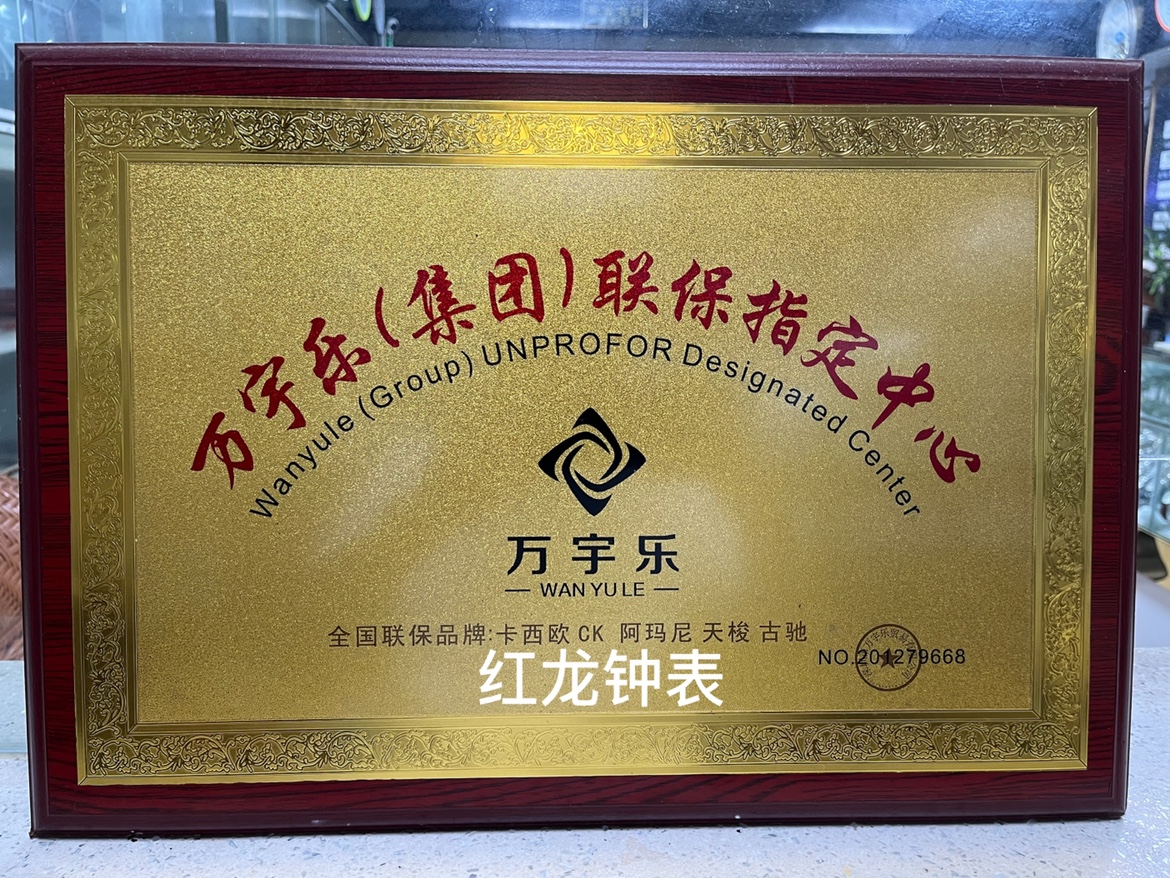 万宇乐(集团)联保指定中心
Wanyule (Group) UNPROFOR Designated Center
万宇乐
WAN YU LE
全国联保品牌:卡西欧 CK 阿玛尼 天梭 古驰
NO.201279668
红龙钟表